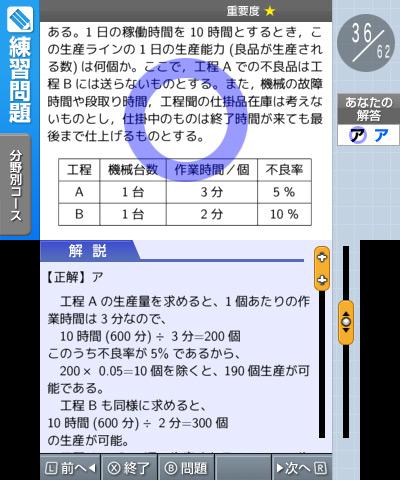 重要度 ★
練習問題
分野別コース
36/62
あなたの
解答
ア ア
ある。1 日の稼働時間を 10 時間とするとき，こ
の生産ラインの 1 日の生産能力 (良品が生産され
る数) は何個か。ここで，工程 A での不良品は工
程 B には送らないものとする。また，機械の故障
時間や段取り時間，工程間の仕掛品在庫は考えな
いものとし，仕掛中のものは終了時間が来ても最
後まで仕上げるものとする。
工程 機械台数 作業時間／個 不良率
A 1 台 3 分 5 %
B 1 台 2 分 10 %
解 説
【正解】ア
工程 A の生産量を求めると、1 個あたりの作
業時間は 3 分なので、
10 時間 (600 分) ÷ 3 分=200 個
このうち不良率が 5% であるから、
200× 0.05=10 個を除くと、190 個生産が可
能である。
工程 B も同様に求めると、
10 時間 (600 分) ÷ 2 分=300 個
の生産が可能。
L 前へ◀ X 終了 B 問題 ▶次へ R